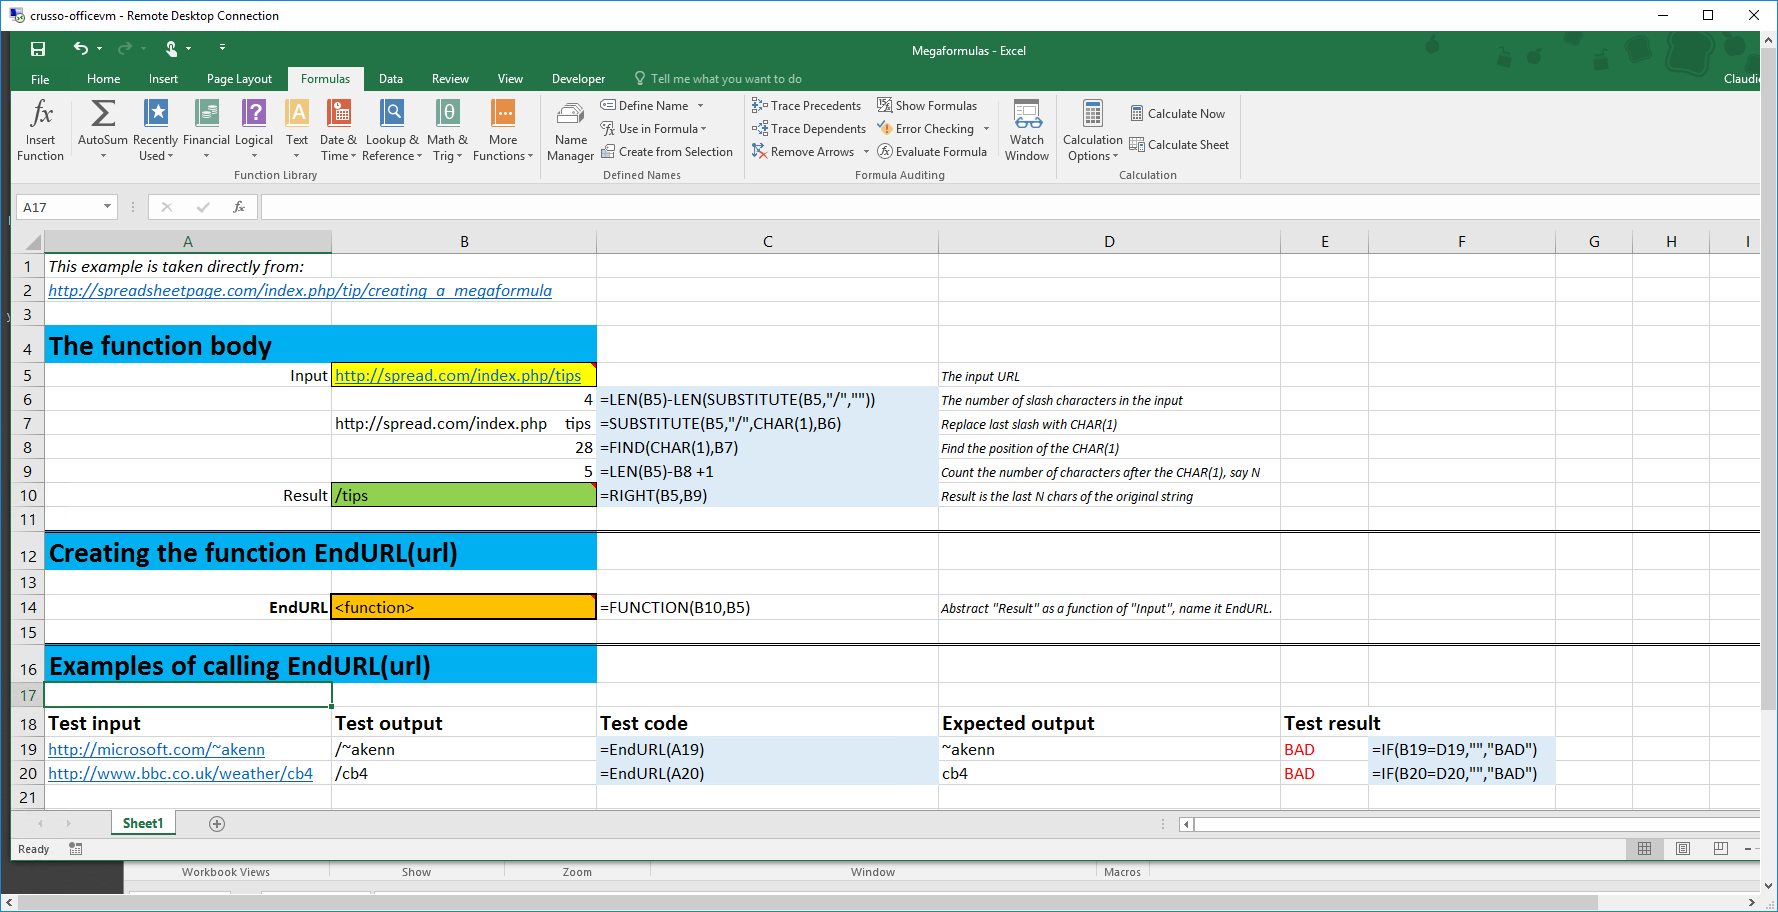 crusso-officevm - Remote Desktop Connection
Megaformulas - Excel
File Home Insert Page Layout Formulas Data Review View Developer Tell me what you want to do
Insert Function
AutoSum
Recently Used
Financial
Logical
Text
Date & Time
Lookup & Reference
Math & Trig
More Functions
Function Library
Name Manager
Define Name
Use in Formula
Create from Selection
Defined Names
Trace Precedents
Trace Dependents
Remove Arrows
Show Formulas
Error Checking
Evaluate Formula
Formula Auditing
Watch Window
Calculation Options
Calculate Now
Calculate Sheet
Calculation
A17
fx
A B C D E F G H I
1 This example is taken directly from:
2 http://spreadsheetpage.com/index.php/tip/creating_a_megaformula
3
4 The function body
5 Input http://spread.com/index.php/tips The input URL
6 4 =LEN(B5)-LEN(SUBSTITUTE(B5,"/","")) The number of slash characters in the input
7 http://spread.com/index.php tips =SUBSTITUTE(B5,"/",CHAR(1),B6) Replace last slash with CHAR(1)
8 28 =FIND(CHAR(1),B7) Find the position of the CHAR(1)
9 5 =LEN(B5)-B8 +1 Count the number of characters after the CHAR(1), say N
10 Result /tips =RIGHT(B5,B9) Result is the last N chars of the original string
11
12 Creating the function EndURL(url)
13
14 EndURL <function> =FUNCTION(B10,B5) Abstract "Result" as a function of "Input", name it EndURL.
15
16 Examples of calling EndURL(url)
17
18 Test input Test output Test code Expected output Test result
19 http://microsoft.com/~akenn /~akenn =EndURL(A19) ~akenn BAD =IF(B19=D19,"","BAD")
20 http://www.bbc.co.uk/weather/cb4 /cb4 =EndURL(A20) cb4 BAD =IF(B20=D20,"","BAD")
21
Sheet1
Ready
Workbook Views Show Zoom Window Macros